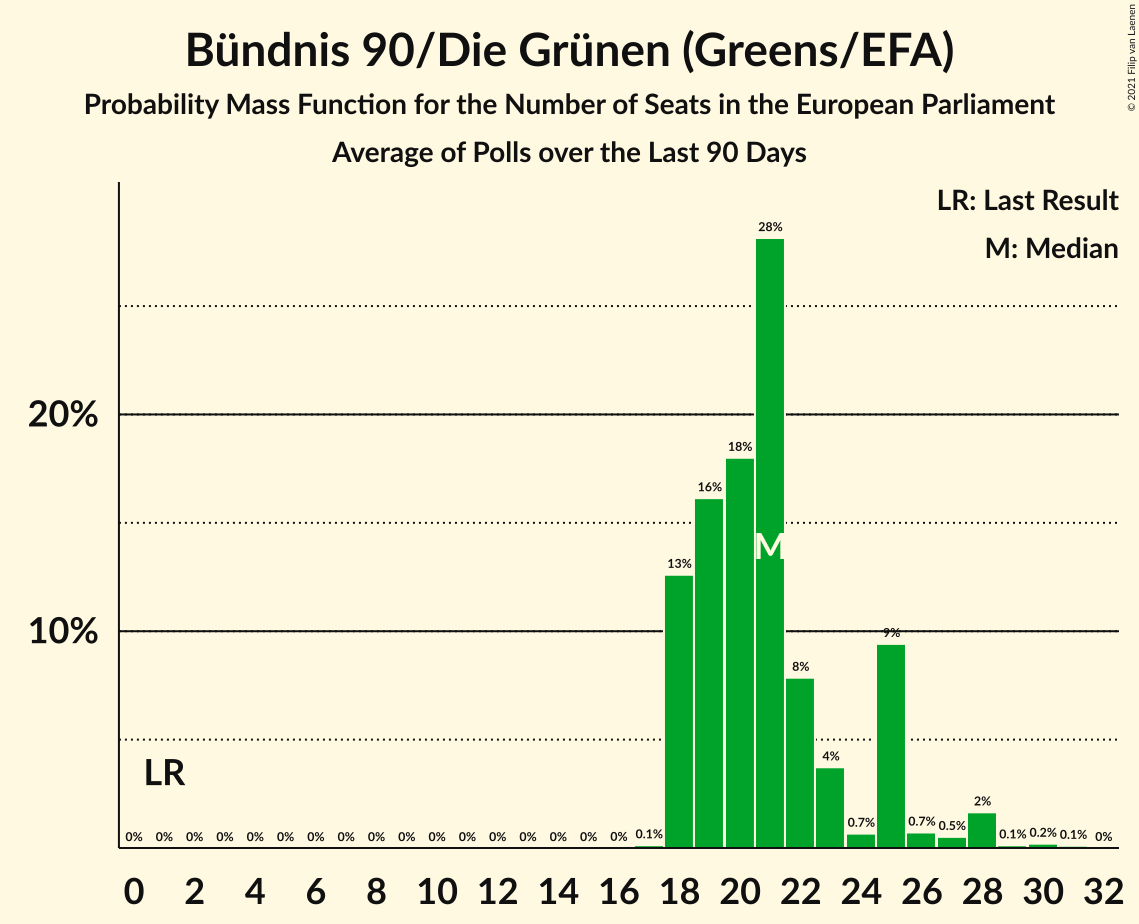 Bündnis 90/Die Grünen (Greens/EFA)
Probability Mass Function for the Number of Seats in the European Parliament
Average of Polls over the Last 90 Days
© 2021 Filip van Laenen
LR: Last Result
M: Median
28%
20%
18%
16%
M
13%
10%
9%
8%
4%
LR
2%
0% 0% 0% 0% 0% 0% 0% 0% 0% 0% 0% 0% 0% 0% 0% 0% 0% 0.1% 0.7% 0.7% 0.5% 0.1% 0.2% 0.1% 0%
0 2 4 6 8 10 12 14 16 18 20 22 24 26 28 30 32